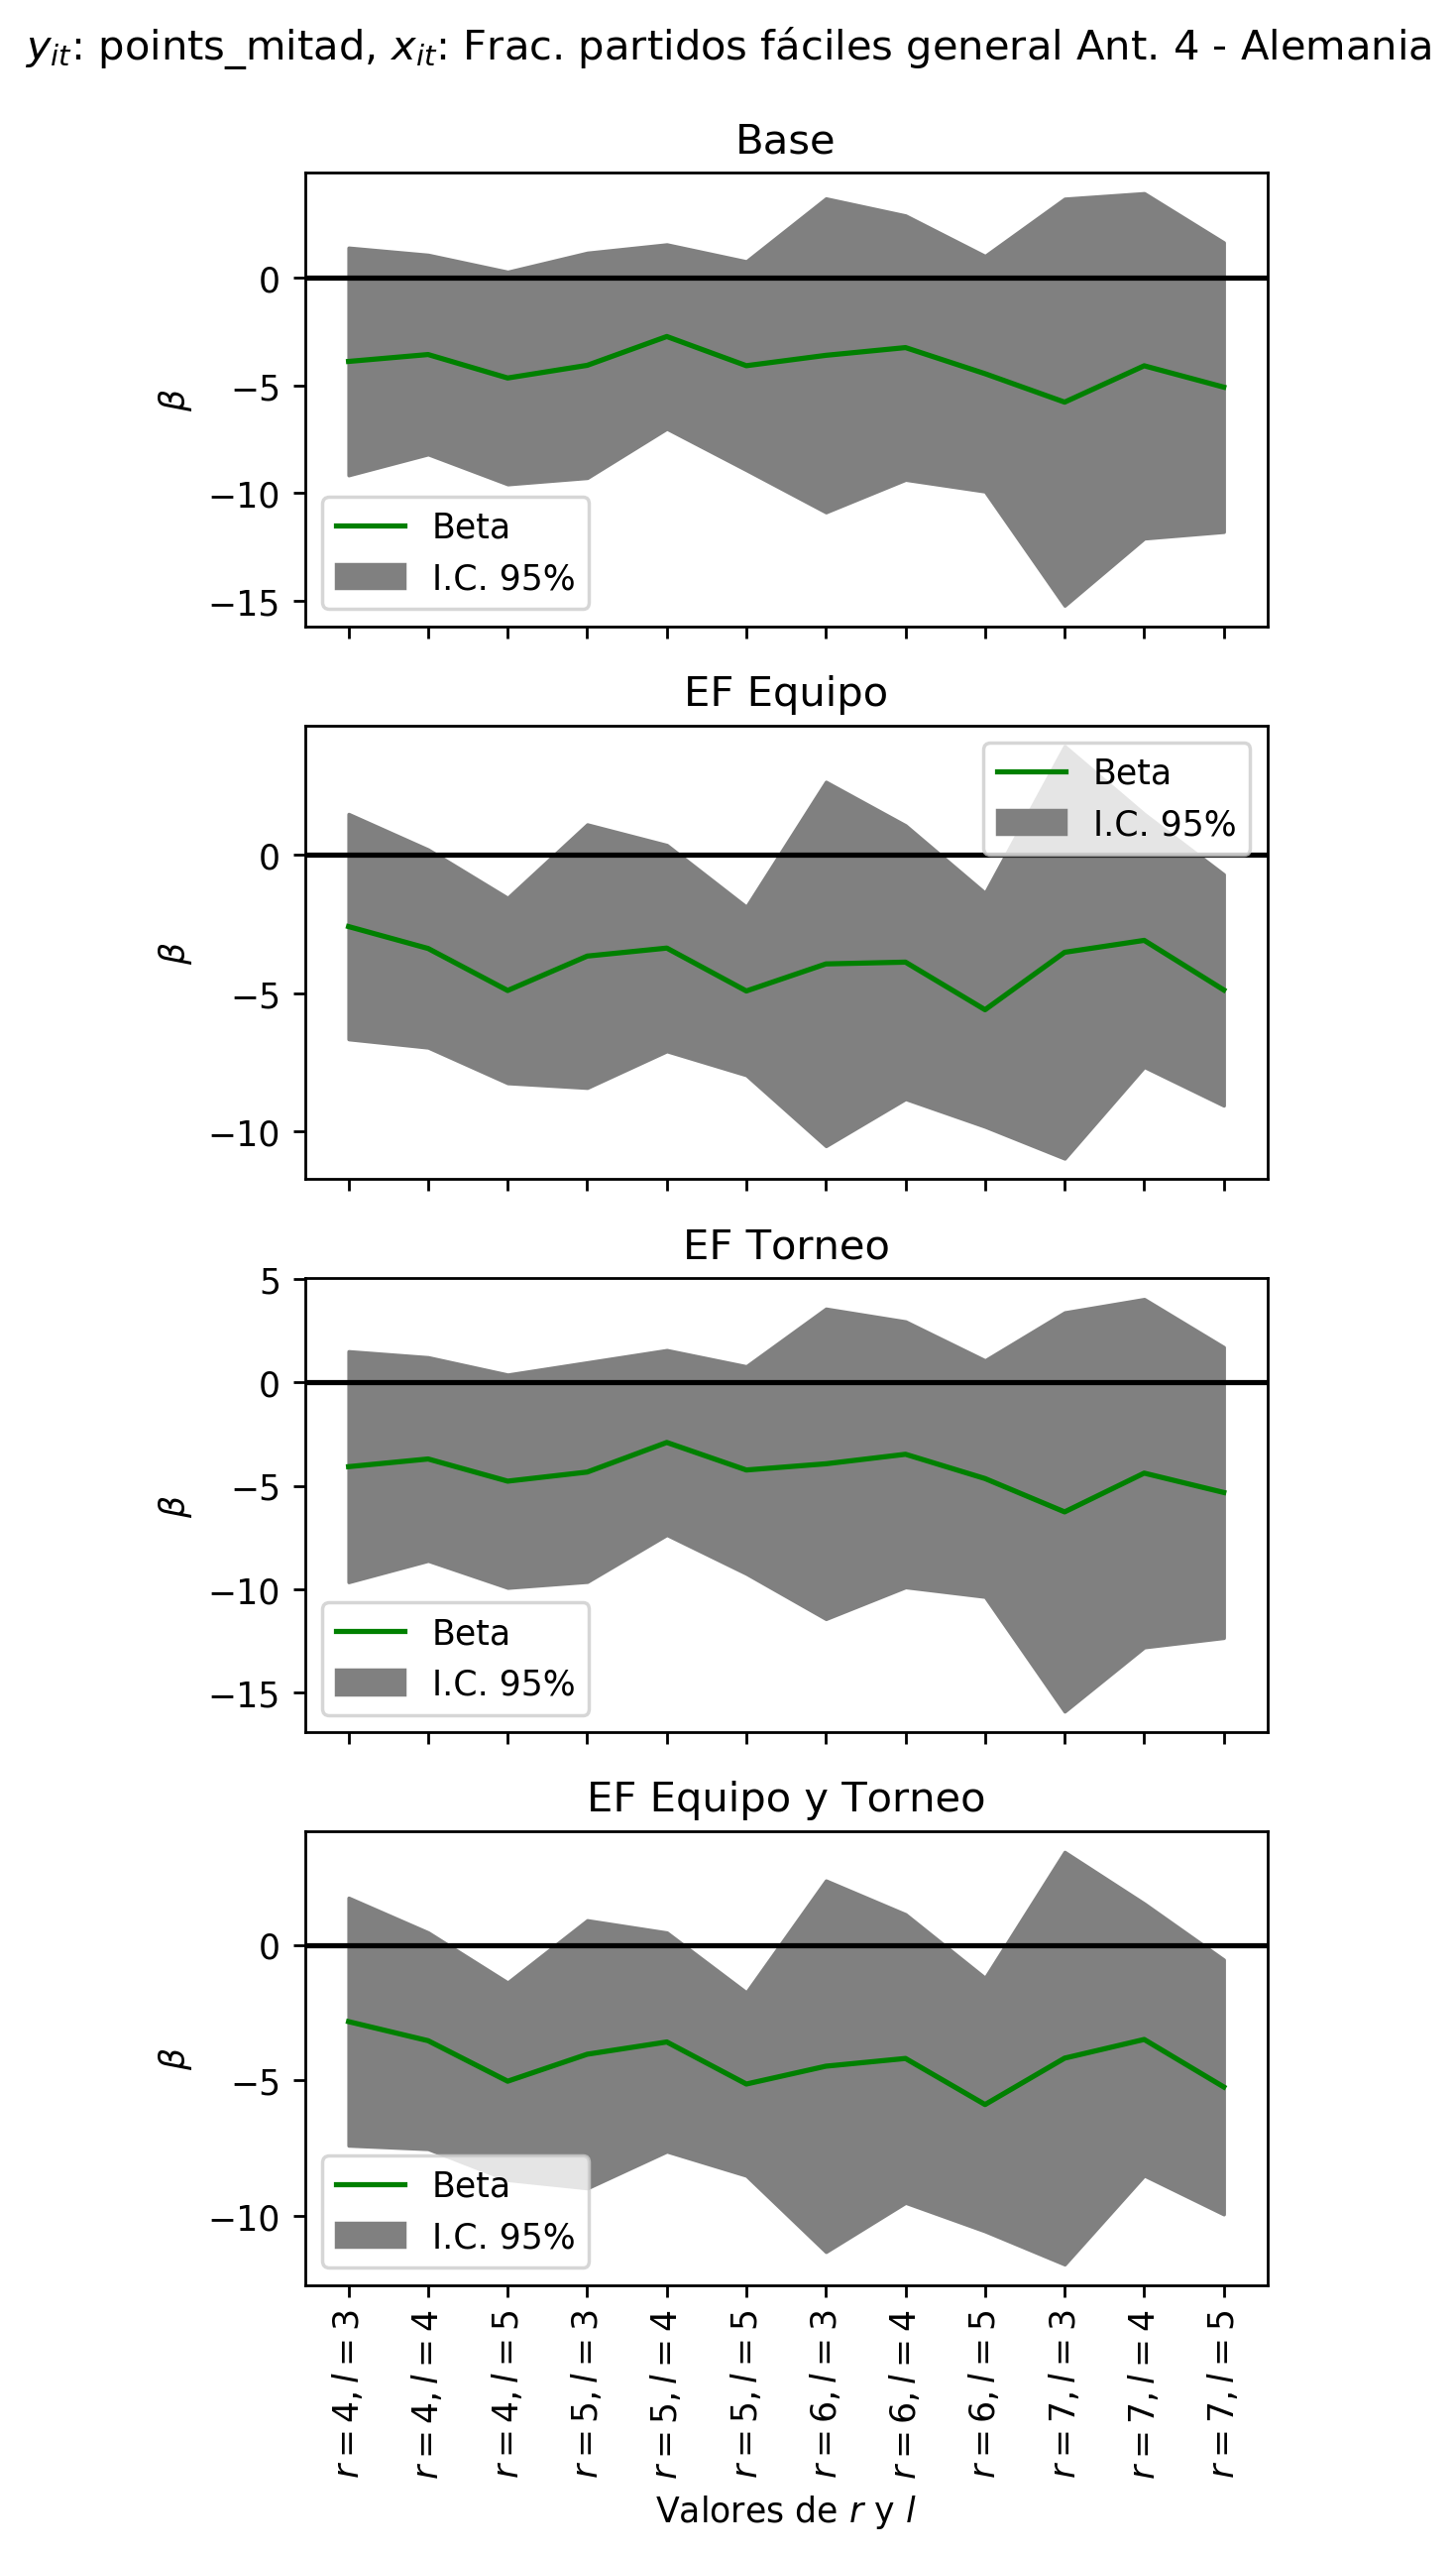 y_it: points_mitad, x_it: Frac. partidos fáciles general Ant. 4 - Alemania
Base
0
−5
−10
−15
β
Beta
I.C. 95%
EF Equipo
0
−5
−10
β
Beta
I.C. 95%
EF Torneo
5
0
−5
−10
−15
β
Beta
I.C. 95%
EF Equipo y Torneo
0
−5
−10
β
Beta
I.C. 95%
r = 4, l = 3
r = 4, l = 4
r = 4, l = 5
r = 5, l = 3
r = 5, l = 4
r = 5, l = 5
r = 6, l = 3
r = 6, l = 4
r = 6, l = 5
r = 7, l = 3
r = 7, l = 4
r = 7, l = 5
Valores de r y l